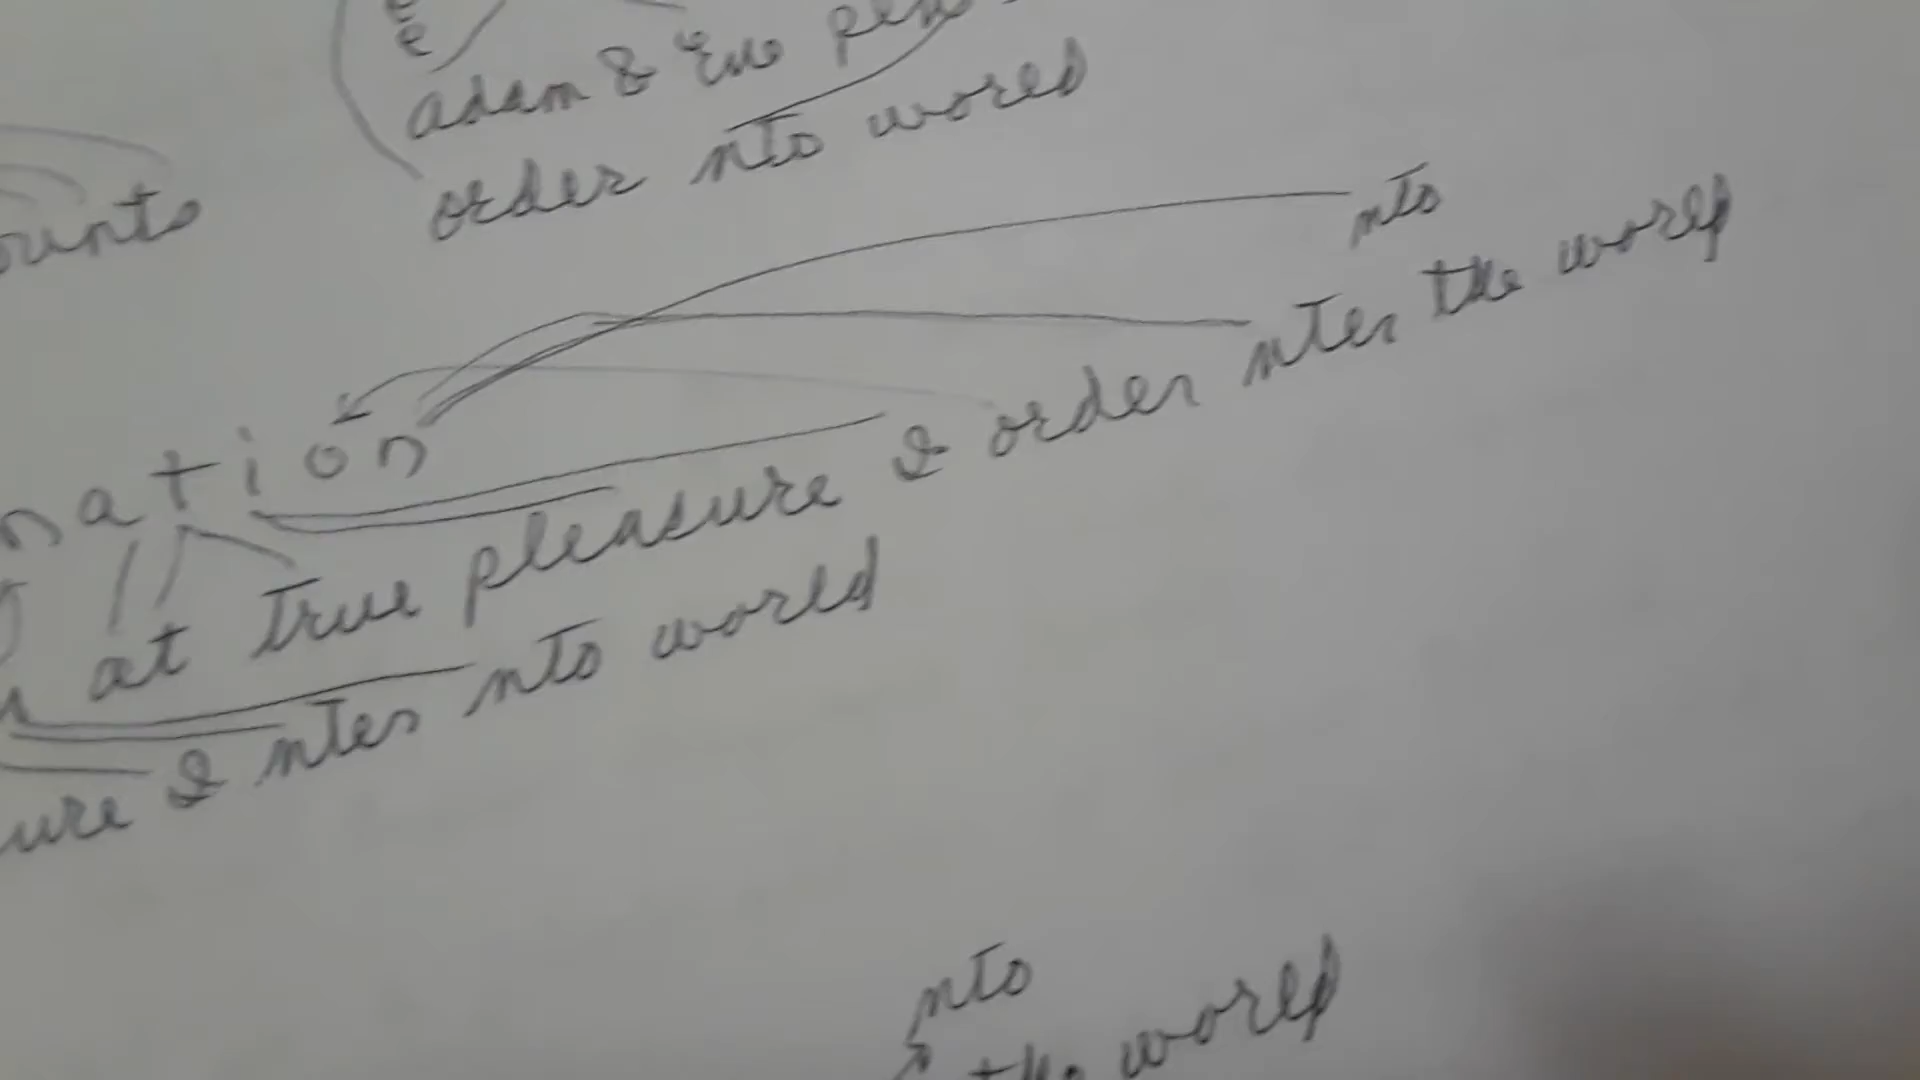 adam & Eve
order nto world
ounts
nto
nation
at true pleasure & order nter the world
ure & nter nto world
nto
the world